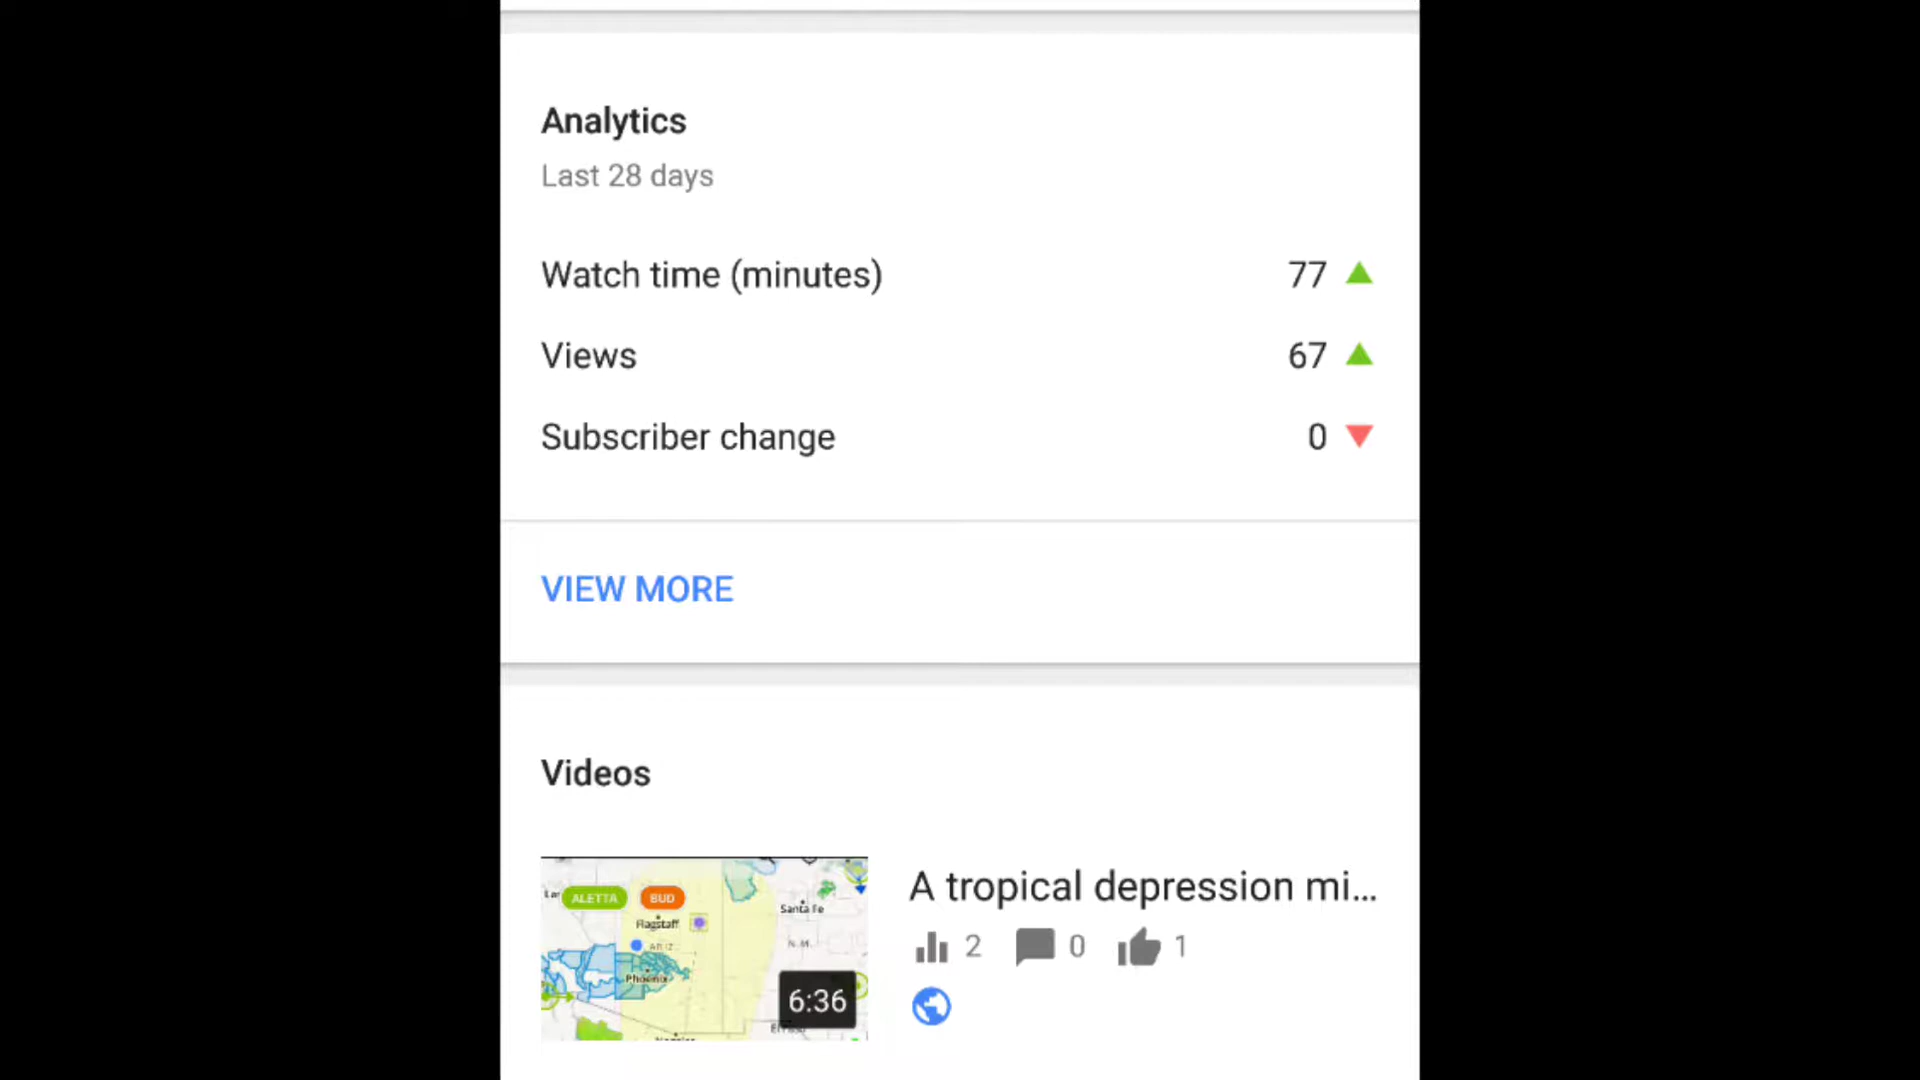 Analytics
Last 28 days
Watch time (minutes) 77
Views 67
Subscriber change 0
VIEW MORE
Videos
A tropical depression mi...
2 0 1
ALETTA BUD
Flagstaff
Santa Fe
ARIZ.
N.M.
Phoenix
6:36